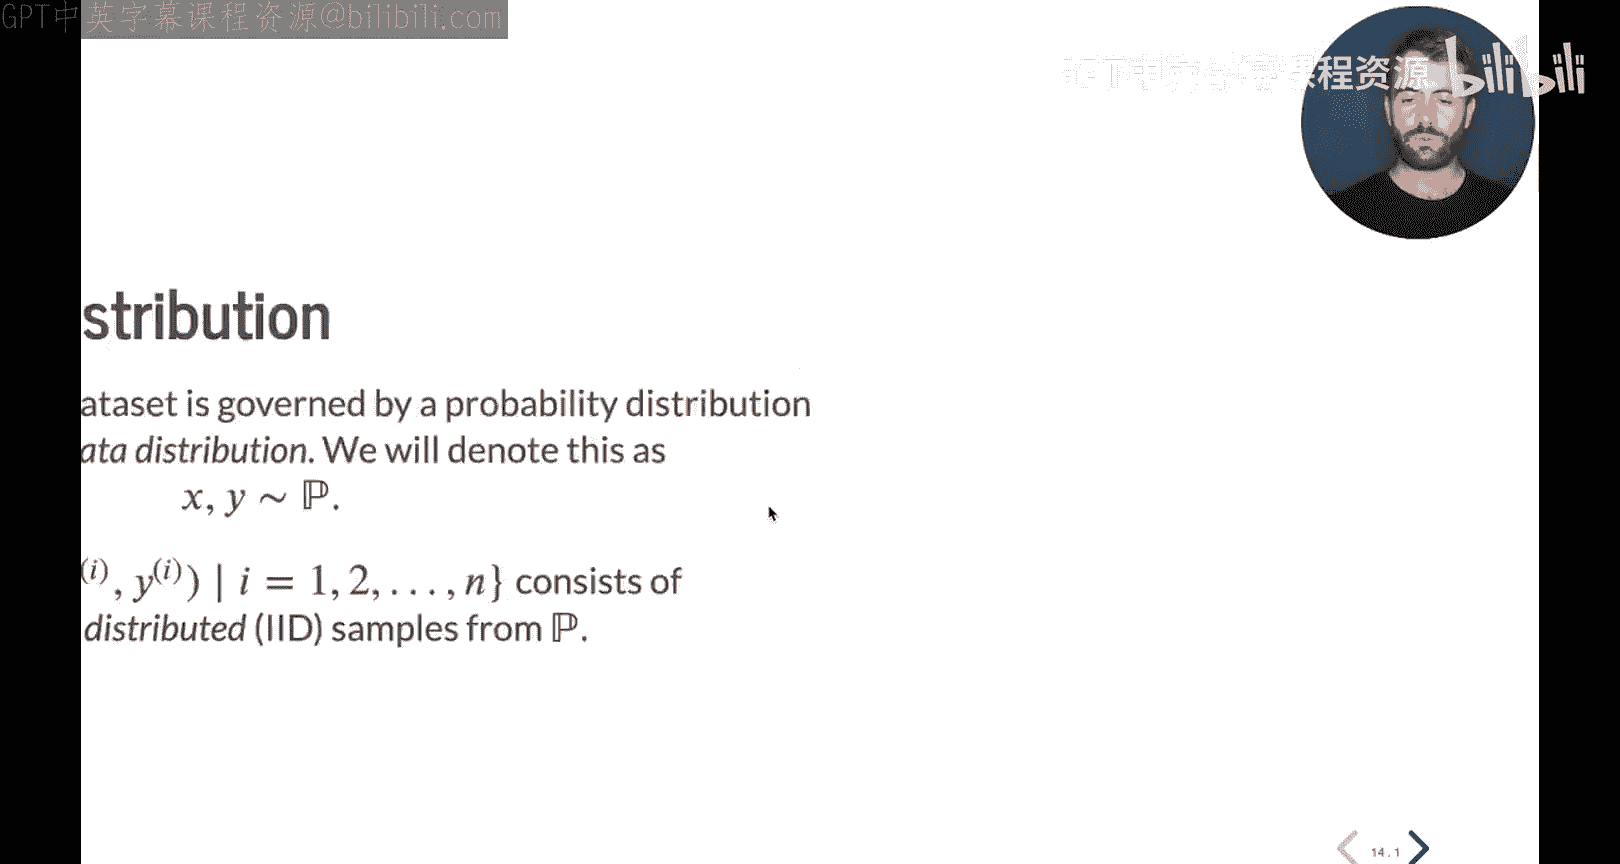 GPT中英字幕课程资源@bilibili.com
课程资源 bilibili
stribution
ataset is governed by a probability distribution
ata distribution. We will denote this as
x, y ∼ ℙ.
(i), y(i)) | i = 1, 2, . . . , n} consists of
distributed (IID) samples from ℙ.
14.1